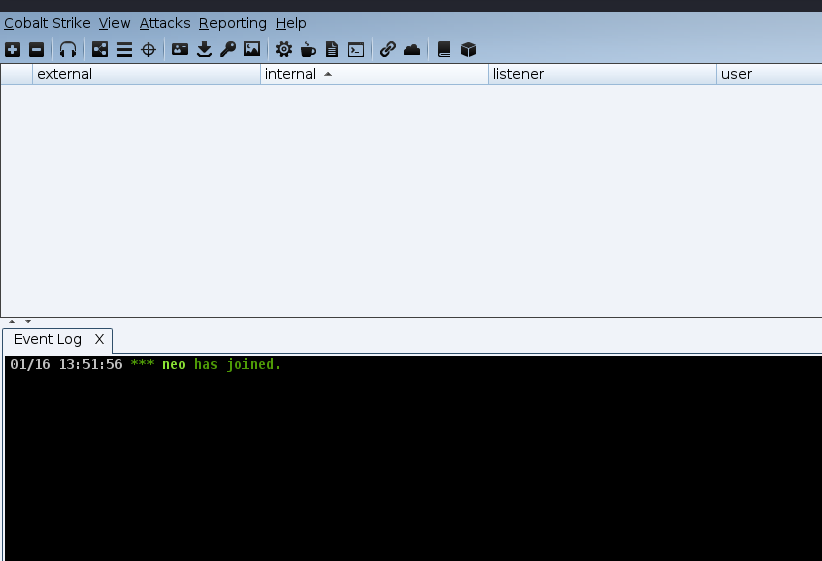 Cobalt Strike View Attacks Reporting Help
external internal listener user
Event Log X
01/16 13:51:56 *** neo has joined.